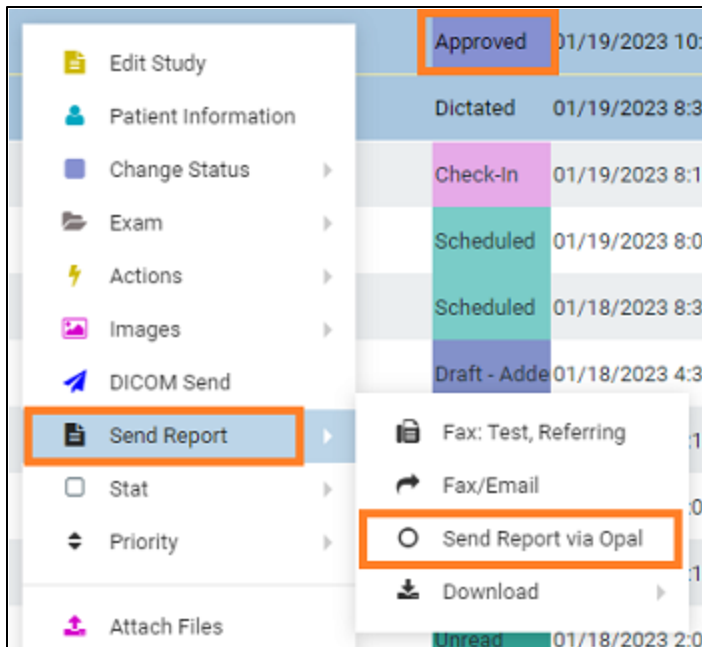 Edit Study
Patient Information
Change Status
Exam
Actions
Images
DICOM Send
Send Report
Stat
Priority
Attach Files
Fax: Test, Referring
Fax/Email
Send Report via Opal
Download
Approved 01/19/2023 10:
Dictated 01/19/2023 8:3
Check-In 01/19/2023 8:1
Scheduled 01/19/2023 8:0
Scheduled 01/18/2023 8:3
Draft - Adde 01/18/2023 4:3
:1
:0
:1
Unread 01/18/2023 2:0